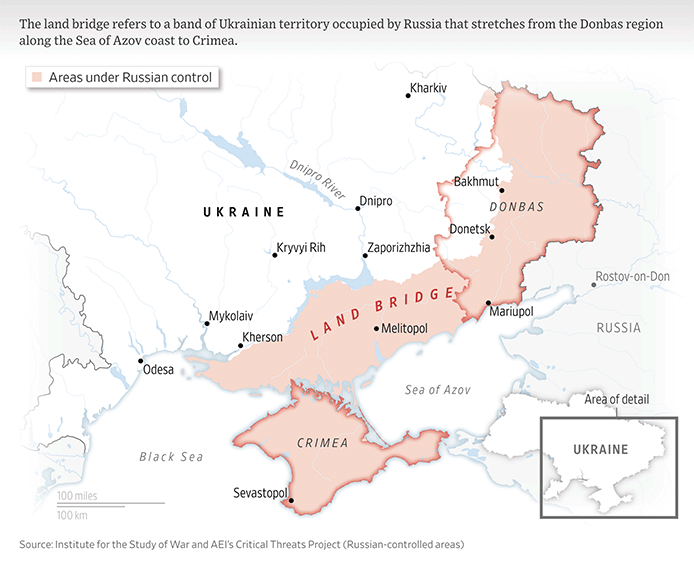 The land bridge refers to a band of Ukrainian territory occupied by Russia that stretches from the Donbas region
along the Sea of Azov coast to Crimea.
Areas under Russian control
Kharkiv
Dnipro River
Bakhmut
UKRAINE
Dnipro
DONBAS
Donetsk
Kryvyi Rih
Zaporizhzhia
Rostov-on-Don
LAND BRIDGE
Mariupol
Mykolaiv
Melitopol
RUSSIA
Kherson
Odesa
Sea of Azov
Area of detail
CRIMEA
UKRAINE
Black Sea
Sevastopol
100 miles
100 km
Source: Institute for the Study of War and AEI's Critical Threats Project (Russian-controlled areas)